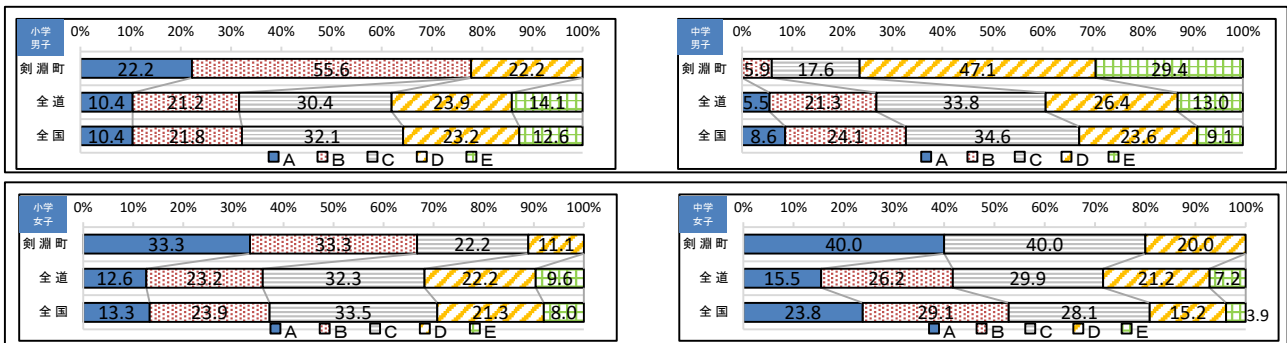 小学
男子
0% 10% 20% 30% 40% 50% 60% 70% 80% 90% 100%
剣淵町 22.2 55.6 22.2
全道 10.4 21.2 30.4 23.9 14.1
全国 10.4 21.8 32.1 23.2 12.6
A B C D E
中学
男子
0% 10% 20% 30% 40% 50% 60% 70% 80% 90% 100%
剣淵町 5.9 17.6 47.1 29.4
全道 5.5 21.3 33.8 26.4 13.0
全国 8.6 24.1 34.6 23.6 9.1
A B C D E
小学
女子
0% 10% 20% 30% 40% 50% 60% 70% 80% 90% 100%
剣淵町 33.3 33.3 22.2 11.1
全道 12.6 23.2 32.3 22.2 9.6
全国 13.3 23.9 33.5 21.3 8.0
A B C D E
中学
女子
0% 10% 20% 30% 40% 50% 60% 70% 80% 90% 100%
剣淵町 40.0 40.0 20.0
全道 15.5 26.2 29.9 21.2 7.2
全国 23.8 29.1 28.1 15.2 3.9
A B C D E